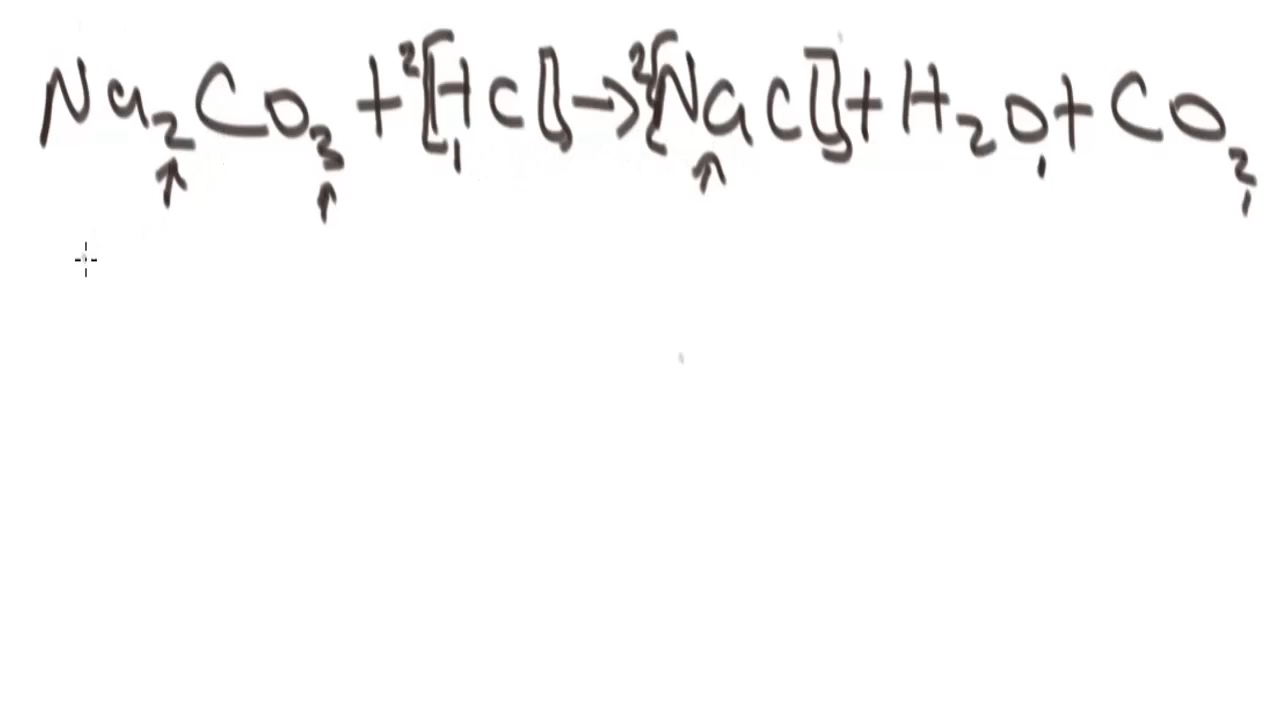 Na₂CO₃ + 2[HCl] → 2[NaCl] + H₂O + CO₂